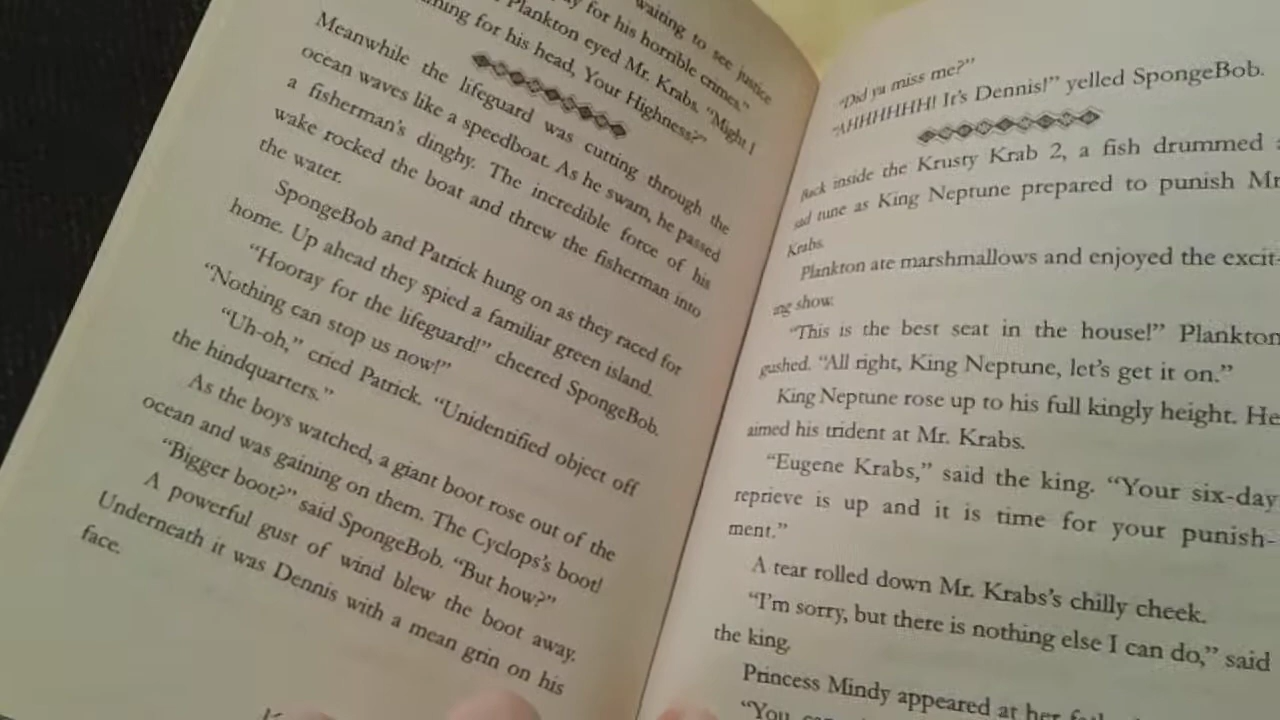 waiting to see justice
for his horrible crimes."
Plankton eyed Mr. Krabs. "Might I
for his head, Your Highness?"
Meanwhile the lifeguard was cutting through the
ocean waves like a speedboat. As he swam, he passed
a fisherman's dinghy. The incredible force of his
wake rocked the boat and threw the fisherman into
the water.
SpongeBob and Patrick hung on as they raced for
home. Up ahead they spied a familiar green island.
"Hooray for the lifeguard!" cheered SpongeBob.
"Nothing can stop us now!"
"Uh-oh," cried Patrick. "Unidentified object off
the hindquarters."
As the boys watched, a giant boot rose out of the
ocean and was gaining on them. The Cyclops's boot!
"Bigger boot?" said SpongeBob. "But how?"
A powerful gust of wind blew the boot away.
Underneath it was Dennis with a mean grin on his
face.
"Did ya miss me?"
"AHHHHHH! It's Dennis!" yelled SpongeBob.
Back inside the Krusty Krab 2, a fish drummed a
sad tune as King Neptune prepared to punish Mr.
Krabs.
Plankton ate marshmallows and enjoyed the excit-
ing show.
"This is the best seat in the house!" Plankton
gushed. "All right, King Neptune, let's get it on."
King Neptune rose up to his full kingly height. He
aimed his trident at Mr. Krabs.
"Eugene Krabs," said the king. "Your six-day
reprieve is up and it is time for your punish-
ment."
A tear rolled down Mr. Krabs's chilly cheek.
"I'm sorry, but there is nothing else I can do," said
the king.
Princess Mindy appeared at her
"You